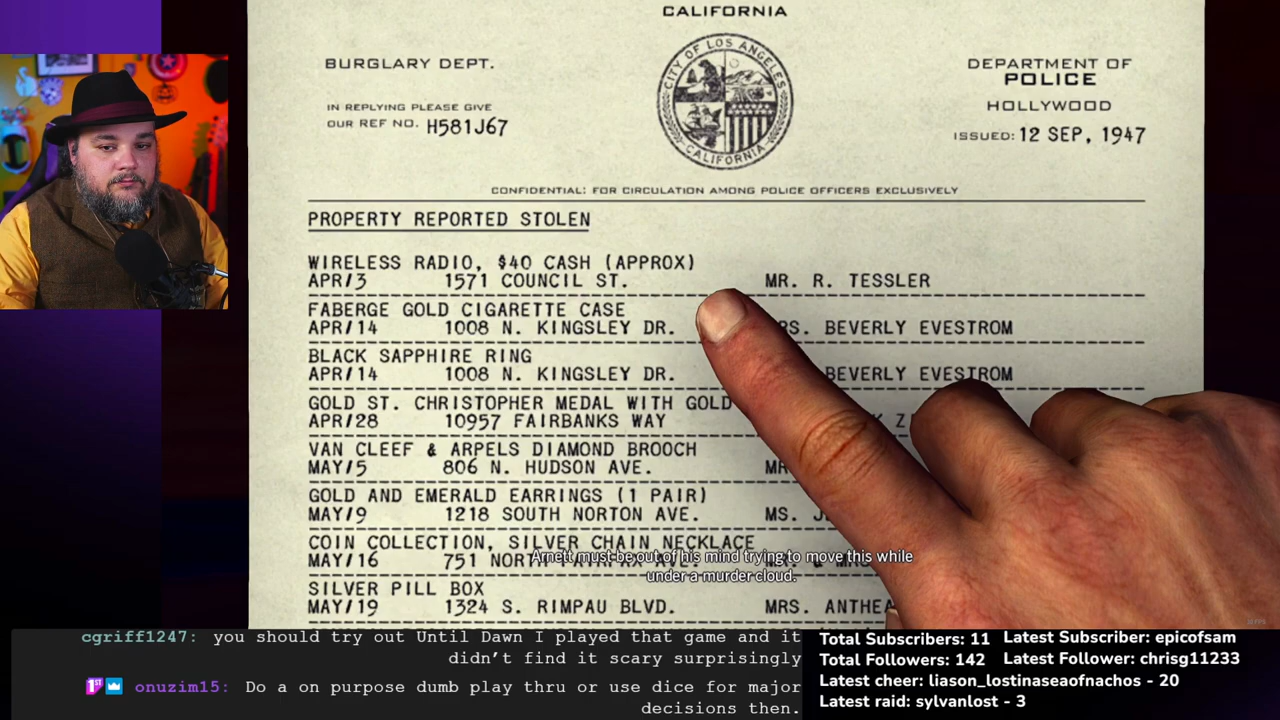 CALIFORNIA
BURGLARY DEPT.
IN REPLYING PLEASE GIVE
OUR REF NO. H581J67
CITY OF LOS ANGELES
CALIFORNIA
DEPARTMENT OF
POLICE
HOLLYWOOD
ISSUED: 12 SEP, 1947
CONFIDENTIAL: FOR CIRCULATION AMONG POLICE OFFICERS EXCLUSIVELY
PROPERTY REPORTED STOLEN
WIRELESS RADIO, $40 CASH (APPROX)
APR/3 1571 COUNCIL ST. MR. R. TESSLER
FABERGE GOLD CIGARETTE CASE
APR/14 1008 N. KINGSLEY DR. BEVERLY EVESTROM
BLACK SAPPHIRE RING
APR/14 1008 N. KINGSLEY DR. BEVERLY EVESTROM
GOLD ST. CHRISTOPHER MEDAL WITH GOLD
APR/28 10957 FAIRBANKS WAY
VAN CLEEF & ARPELS DIAMOND BROOCH
MAY/5 806 N. HUDSON AVE.
GOLD AND EMERALD EARRINGS (1 PAIR)
MAY/9 1218 SOUTH NORTON AVE. MS.
COIN COLLECTION, SILVER CHAIN NECKLACE
MAY/16 751 AVE.
Arnett must be out of his mind trying to move this while
under a murder cloud.
SILVER PILL BOX
MAY/19 1324 S. RIMPAU BLVD. MRS.
cgriff1247: you should try out Until Dawn I played that game and it
didn't find it scary surprisingly
onuzim15: Do a on purpose dumb play thru or use dice for major
decisions then.
Total Subscribers: 11 Latest Subscriber: epicofsam
Total Followers: 142 Latest Follower: chrisg11233
Latest cheer: liason_lostinaseaofnachos - 20
Latest raid: sylvanlost - 3